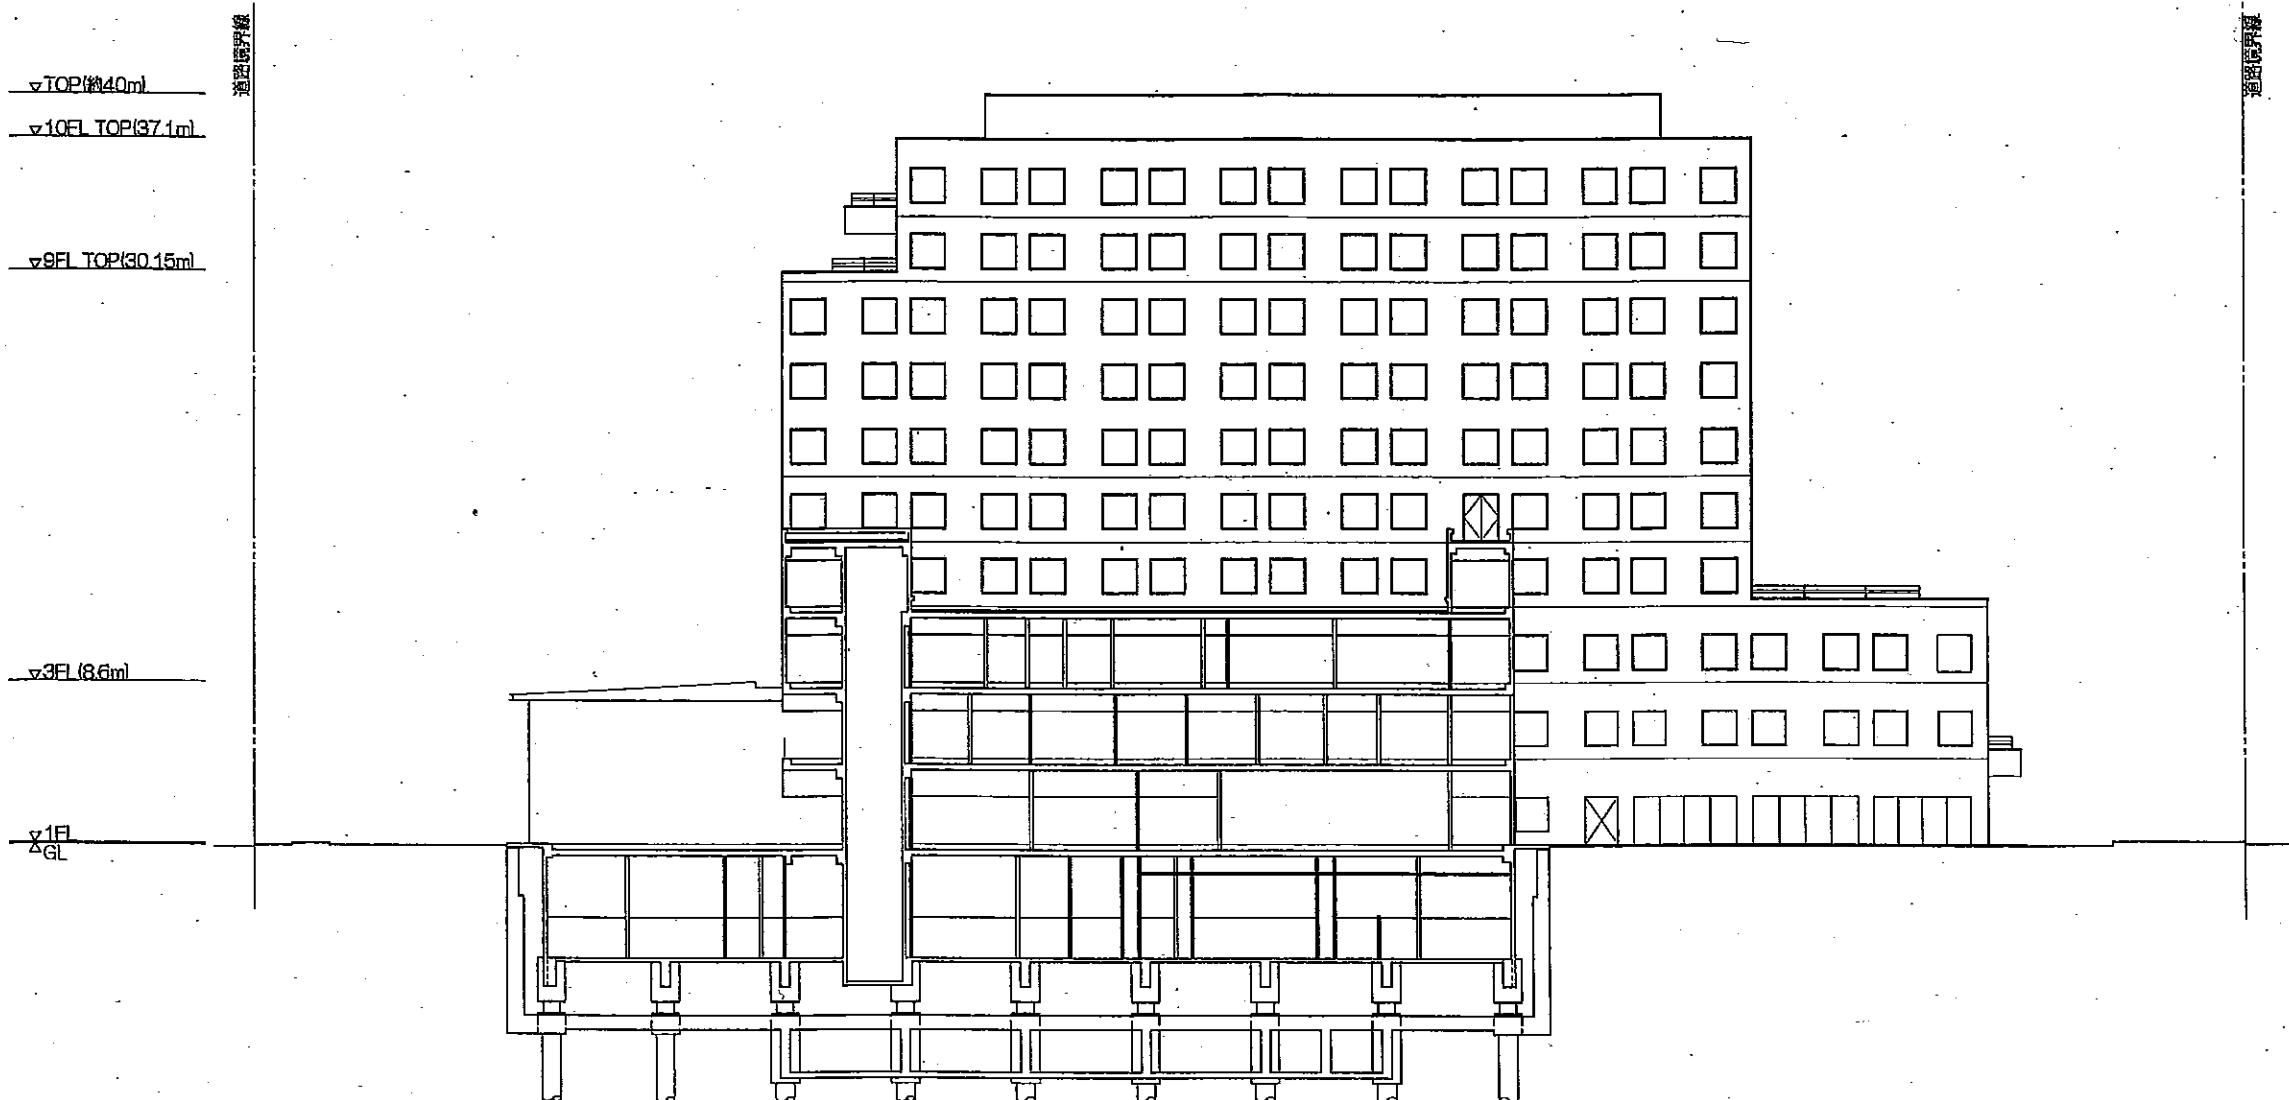 道路境界線
道路境界線
▽TOP(約40m)
▽10FL TOP(37.1m)
▽9FL TOP(30.15m)
▽3FL(8.6m)
▽1FL
△GL